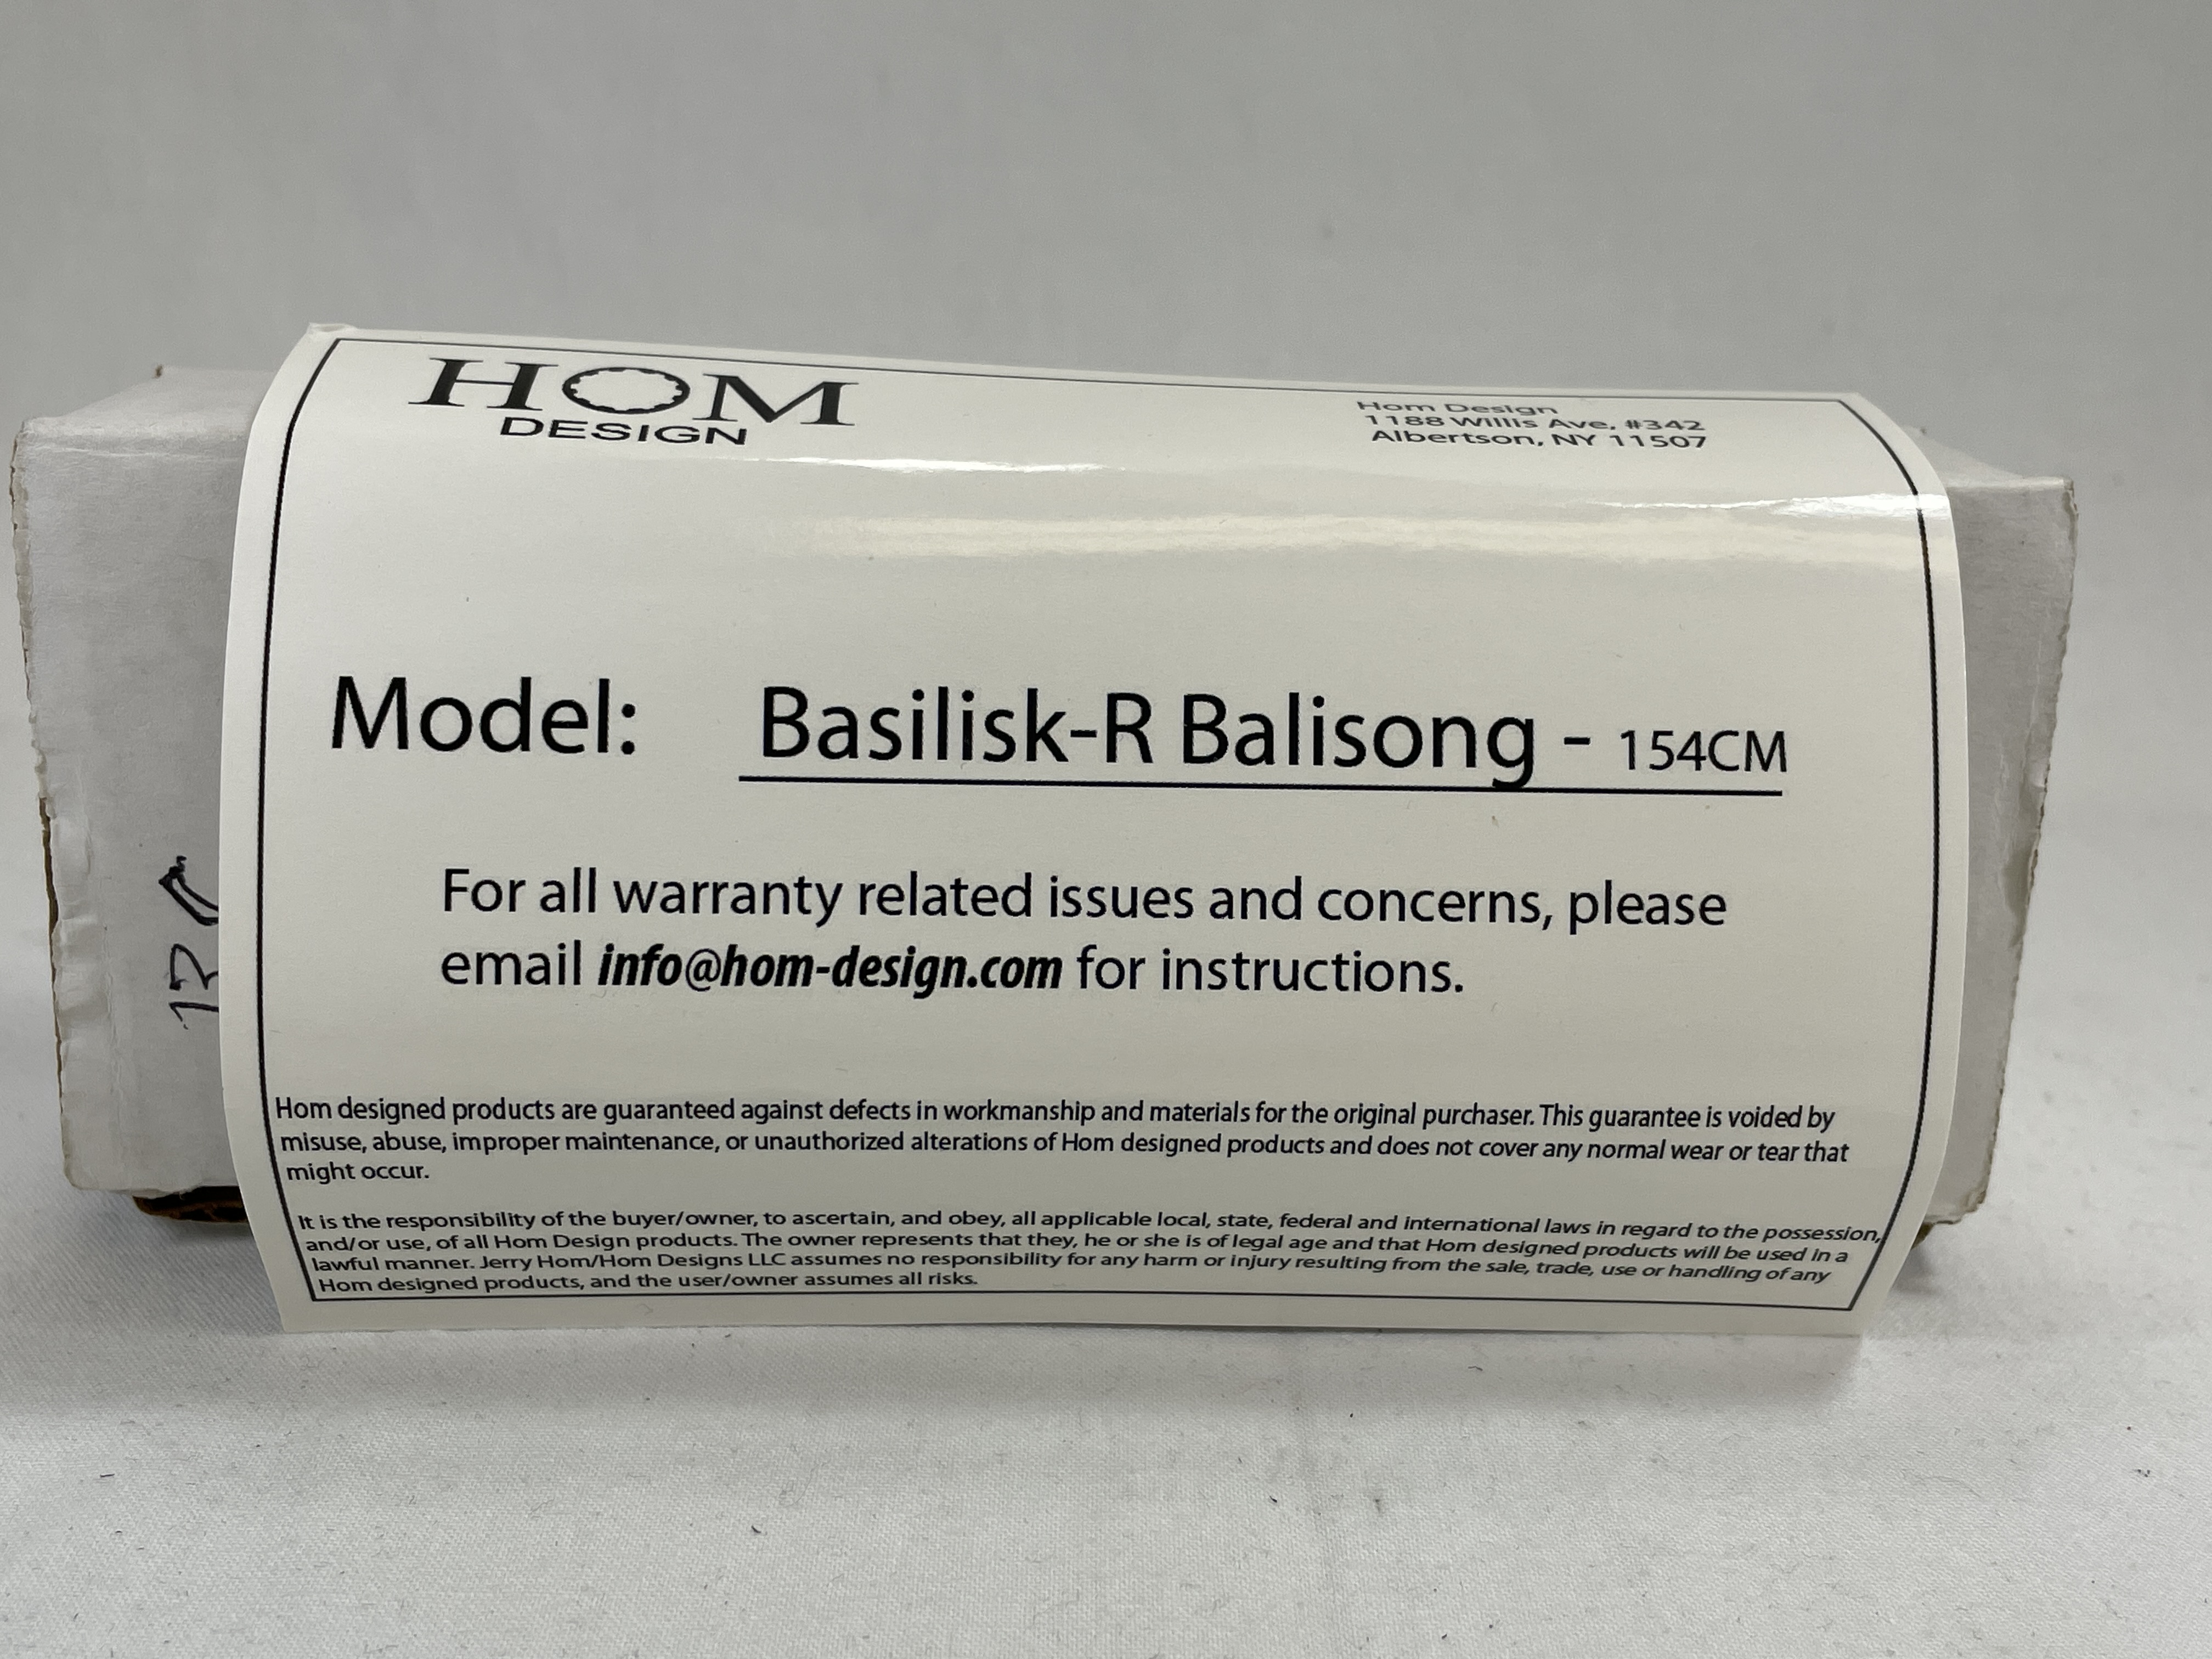 HOM
DESIGN
Hom Design
1188 Willis Ave, #342
Albertson, NY 11507
Model: Basilisk-R Balisong - 154CM
For all warranty related issues and concerns, please
email info@hom-design.com for instructions.
Hom designed products are guaranteed against defects in workmanship and materials for the original purchaser. This guarantee is voided by
misuse, abuse, improper maintenance, or unauthorized alterations of Hom designed products and does not cover any normal wear or tear that
might occur.
It is the responsibility of the buyer/owner, to ascertain, and obey, all applicable local, state, federal and international laws in regard to the possession,
and/or use, of all Hom Design products. The owner represents that they, he or she is of legal age and that Hom designed products will be used in a
lawful manner. Jerry Hom/Hom Designs LLC assumes no responsibility for any harm or injury resulting from the sale, trade, use or handling of any
Hom designed products, and the user/owner assumes all risks.